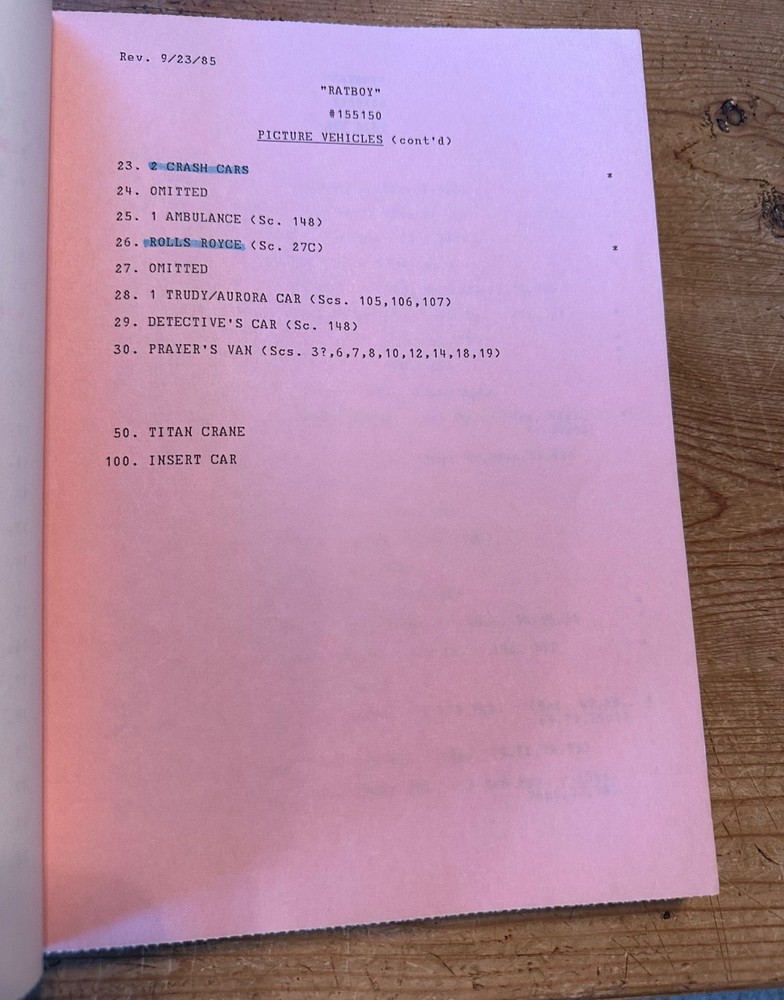 Rev. 9/23/85
"RATBOY"
#155150
PICTURE VEHICLES (cont'd)
23. 2 CRASH CARS *
24. OMITTED
25. 1 AMBULANCE (Sc. 148)
26. ROLLS ROYCE (Sc. 27C) *
27. OMITTED
28. 1 TRUDY/AURORA CAR (Scs. 105,106,107)
29. DETECTIVE'S CAR (Sc. 148)
30. PRAYER'S VAN (Scs. 3?,6,7,8,10,12,14,18,19)
50. TITAN CRANE
100. INSERT CAR